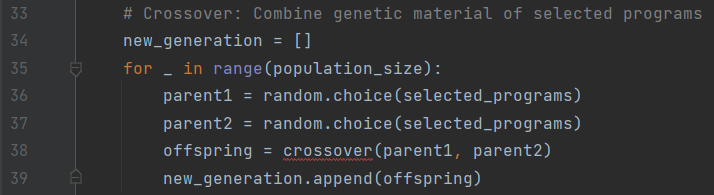 33 # Crossover: Combine genetic material of selected programs
34 new_generation = []
35 for _ in range(population_size):
36 parent1 = random.choice(selected_programs)
37 parent2 = random.choice(selected_programs)
38 offspring = crossover(parent1, parent2)
39 new_generation.append(offspring)